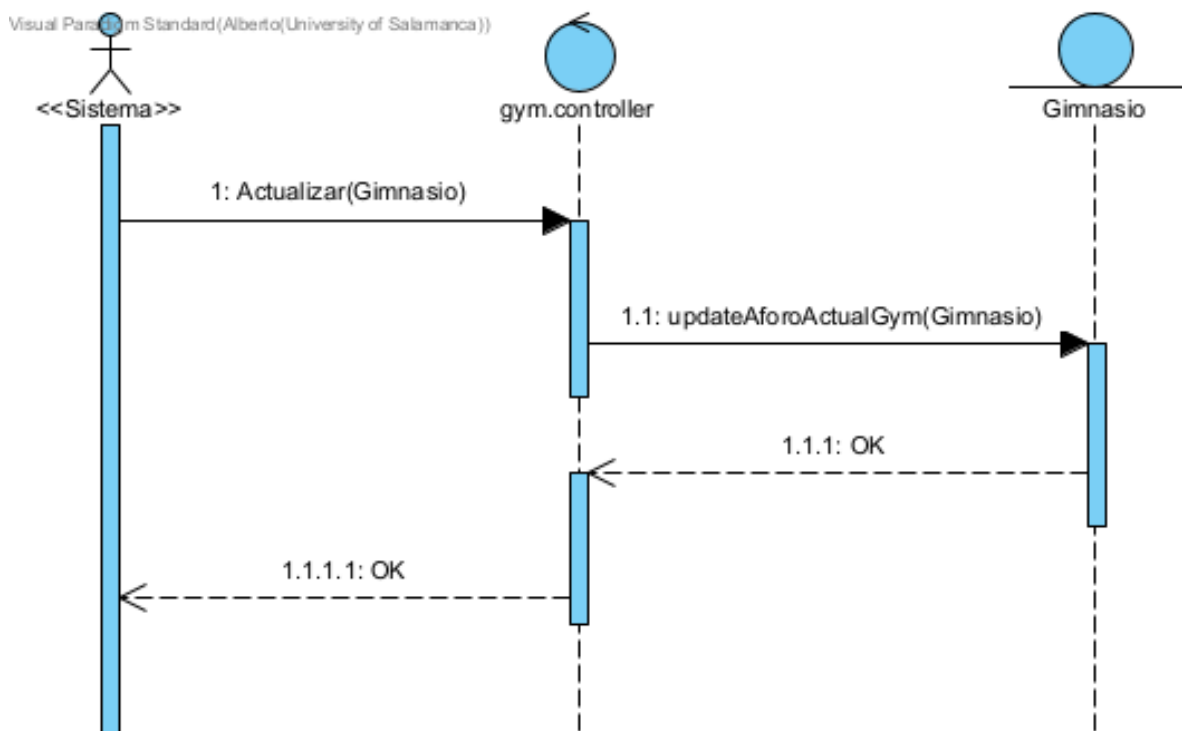 Visual Paradigm Standard(Alberto(University of Salamanca))
<<Sistema>>
gym.controller
Gimnasio
1: Actualizar(Gimnasio)
1.1: updateAforoActualGym(Gimnasio)
1.1.1: OK
1.1.1.1: OK